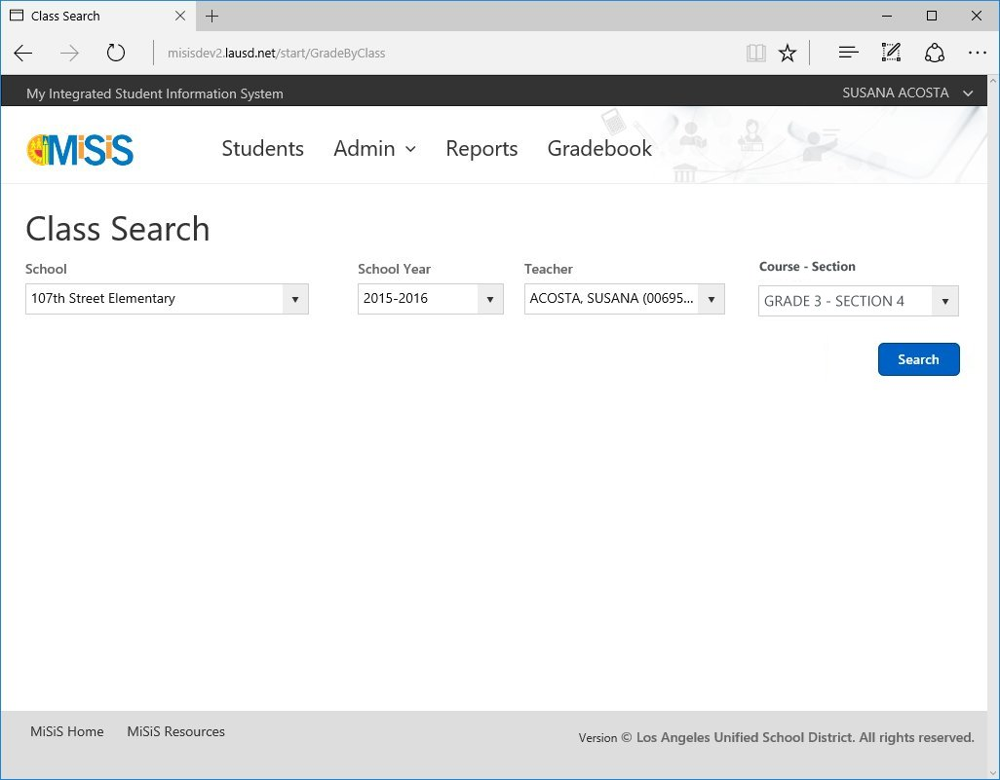 Class Search
misisdev2.lausd.net/start/GradeByClass
My Integrated Student Information System SUSANA ACOSTA
MiSiS Students Admin Reports Gradebook
Class Search
School School Year Teacher Course - Section
107th Street Elementary 2015-2016 ACOSTA, SUSANA (00695... GRADE 3 - SECTION 4
Search
MiSiS Home MiSiS Resources Version © Los Angeles Unified School District. All rights reserved.